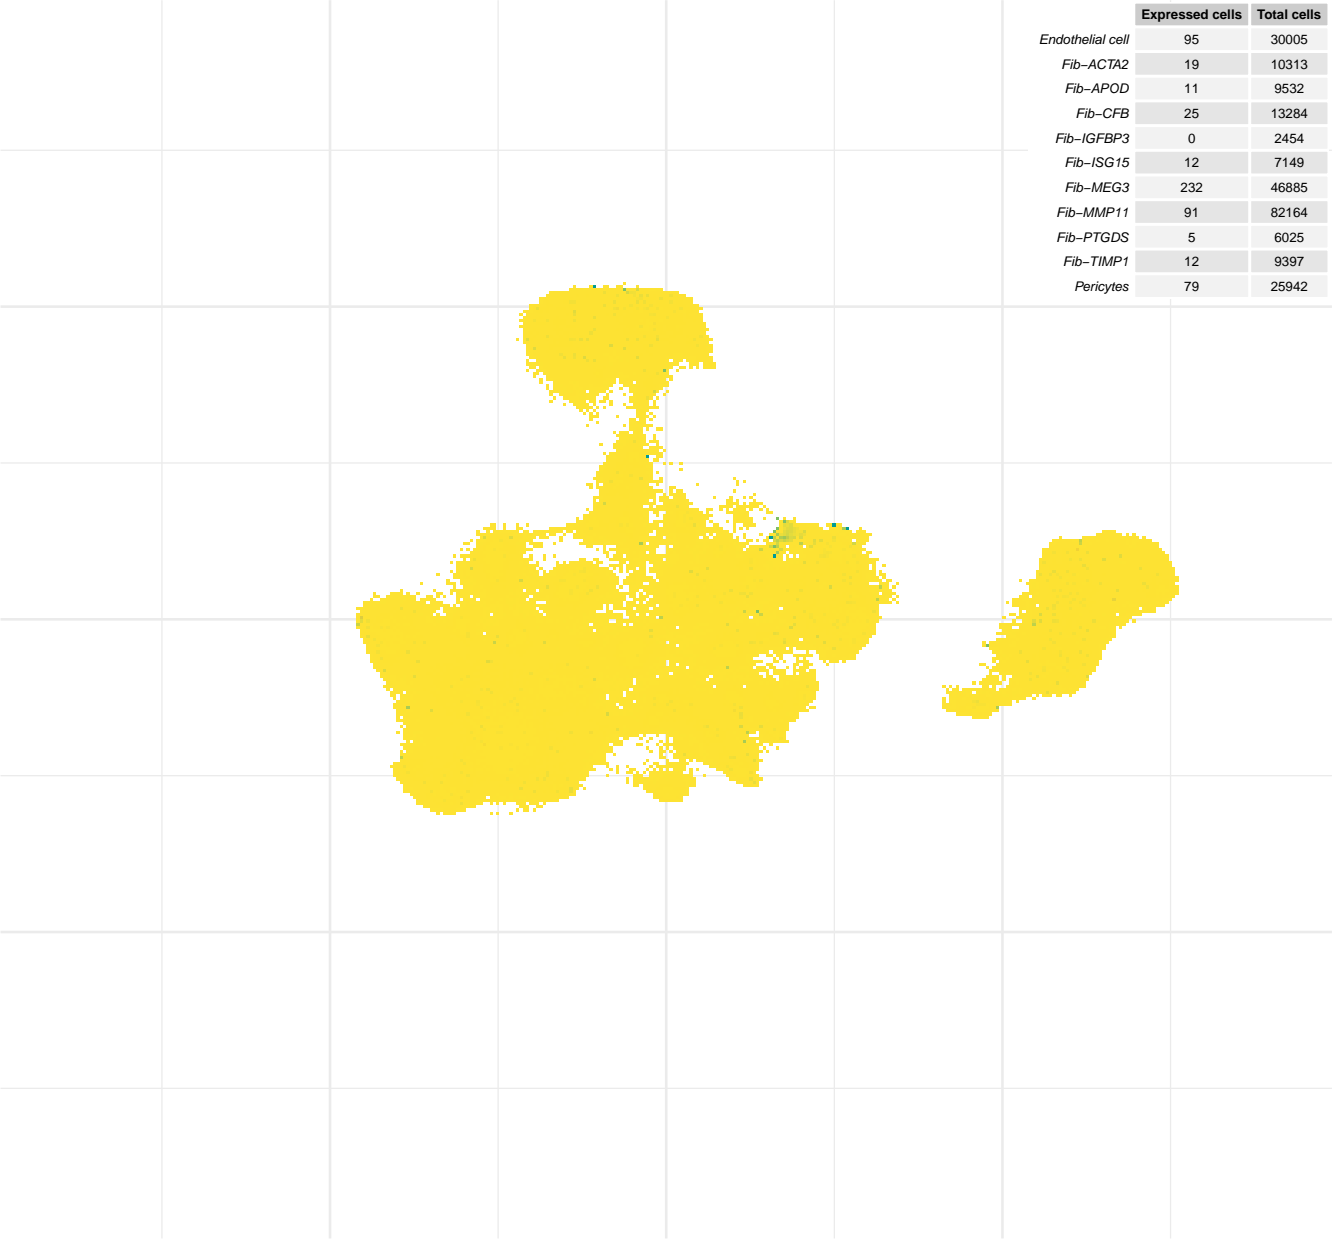 Expressed cells Total cells
Endothelial cell 95 30005
Fib−ACTA2 19 10313
Fib−APOD 11 9532
Fib−CFB 25 13284
Fib−IGFBP3 0 2454
Fib−ISG15 12 7149
Fib−MEG3 232 46885
Fib−MMP11 91 82164
Fib−PTGDS 5 6025
Fib−TIMP1 12 9397
Pericytes 79 25942